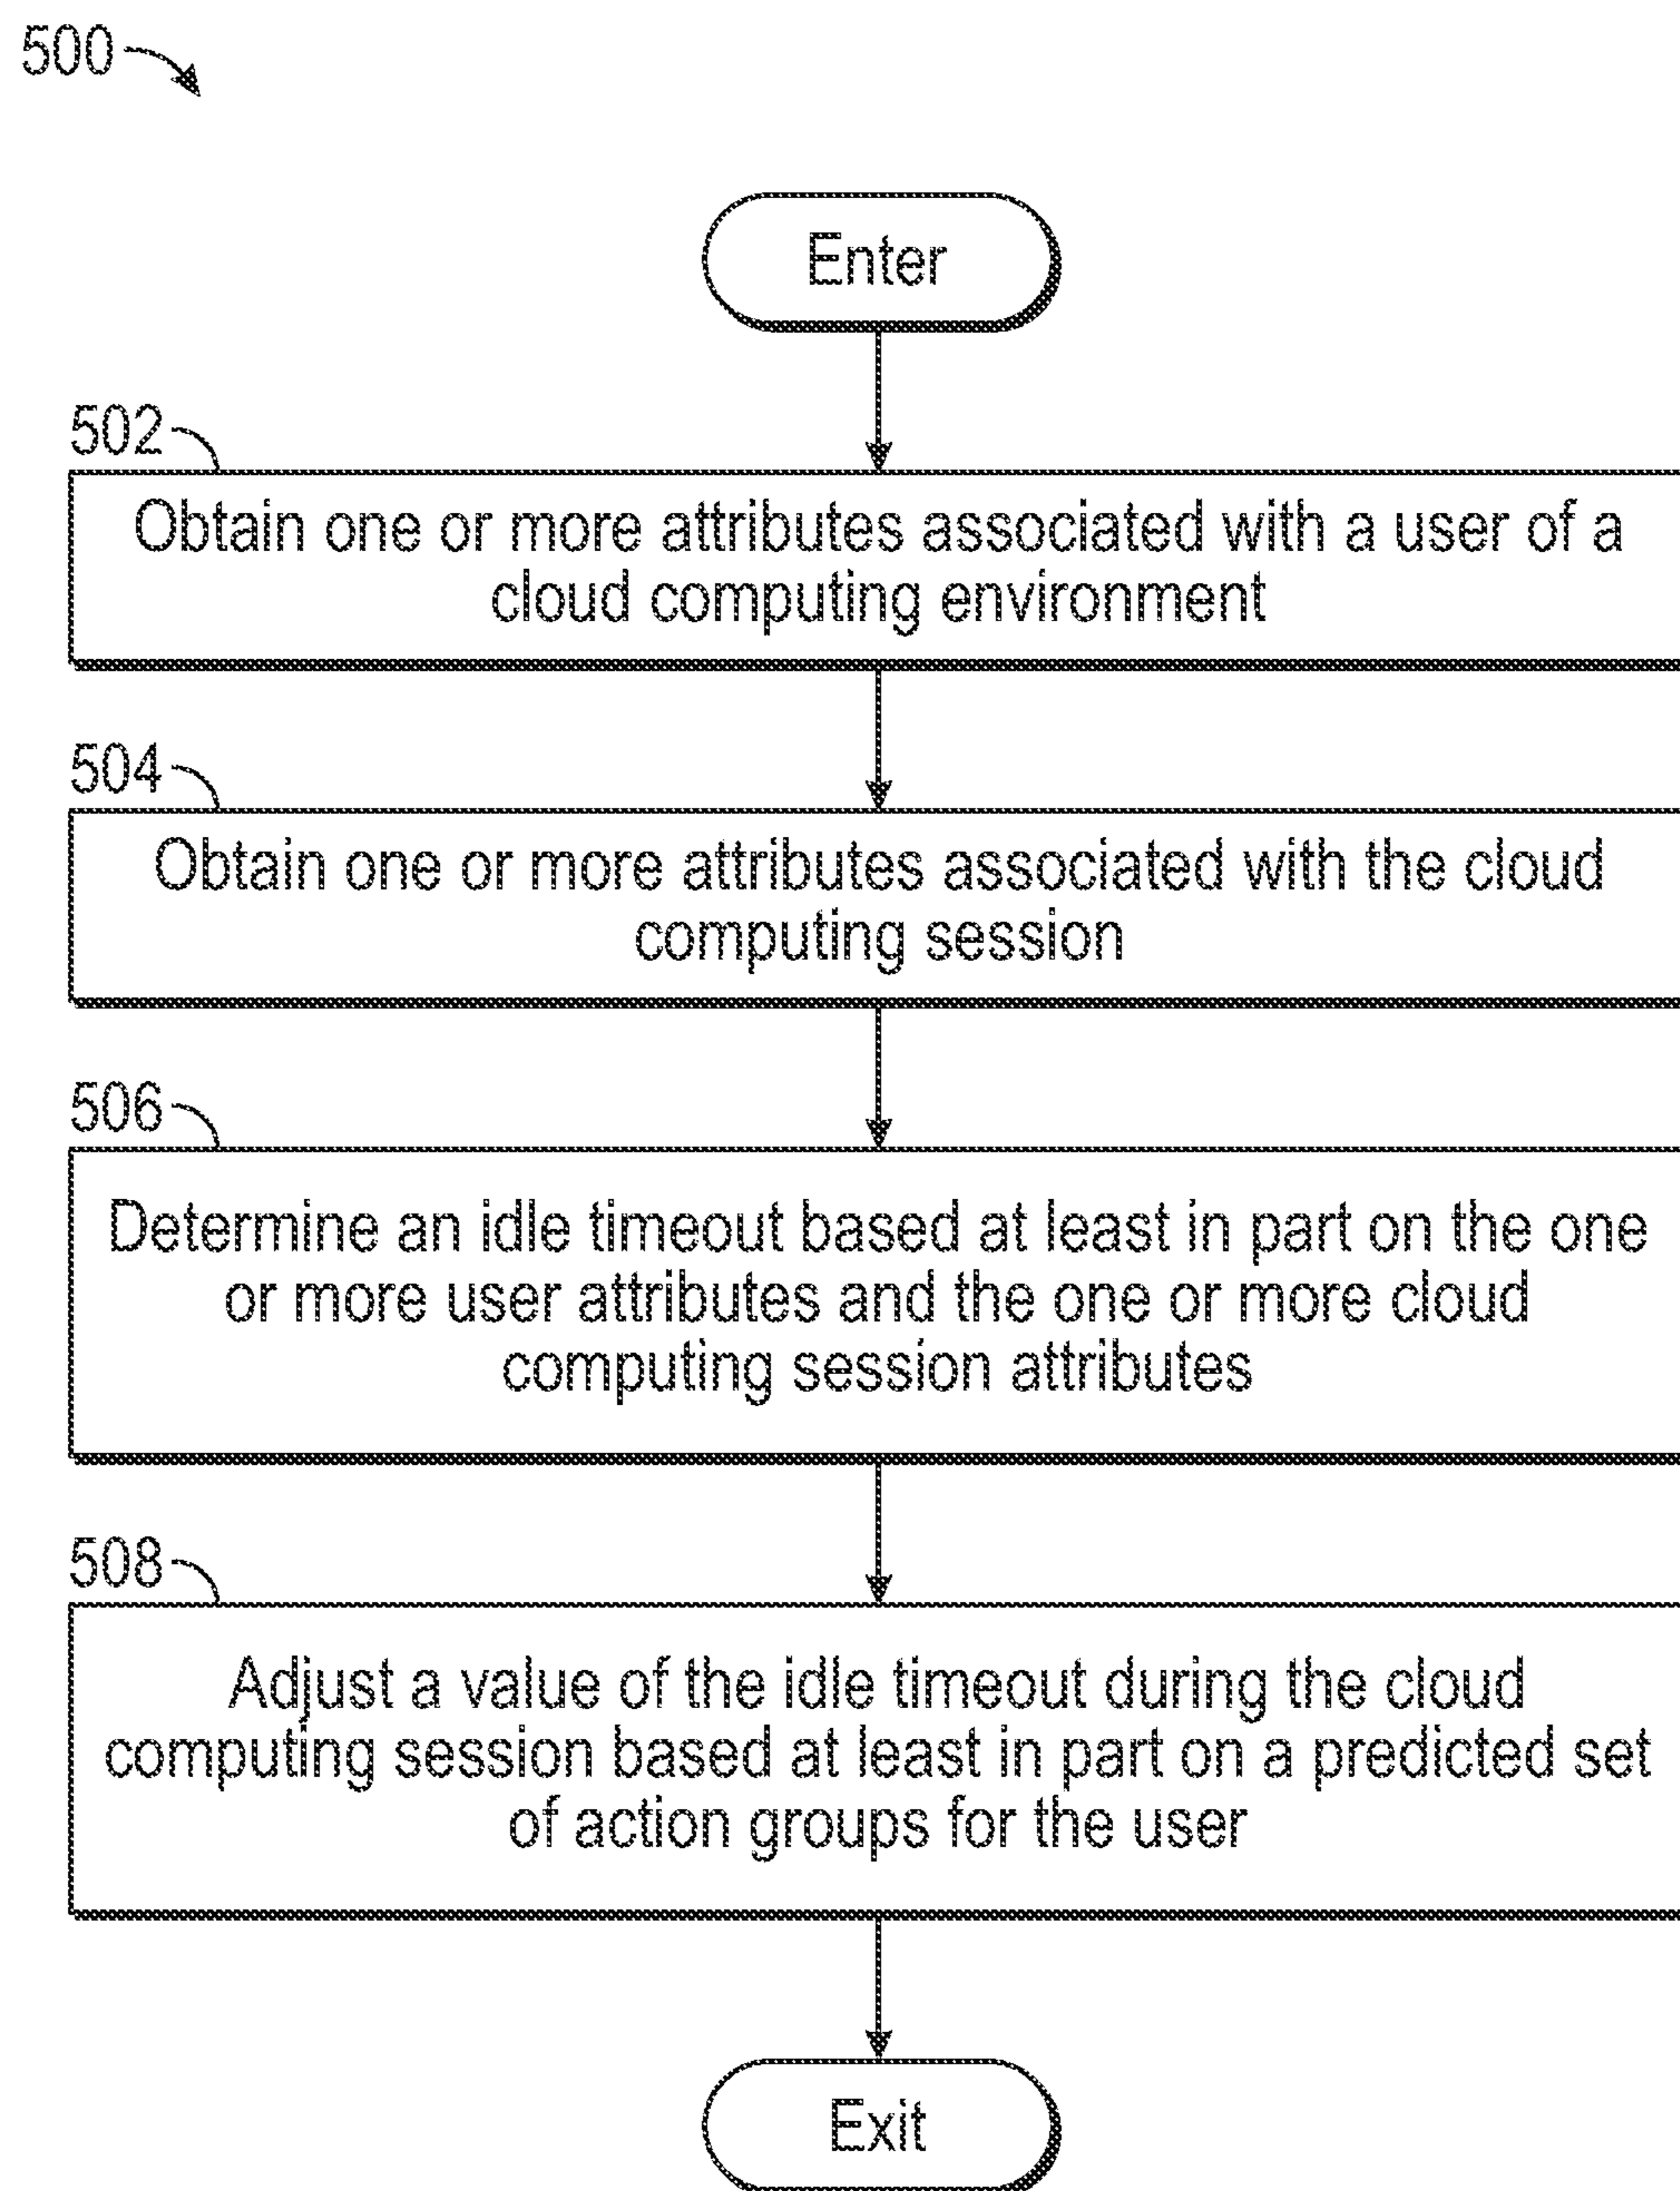 500
Enter
502
Obtain one or more attributes associated with a user of a
cloud computing environment
504
Obtain one or more attributes associated with the cloud
computing session
506
Determine an idle timeout based at least in part on the one
or more user attributes and the one or more cloud
computing session attributes
508
Adjust a value of the idle timeout during the cloud
computing session based at least in part on a predicted set
of action groups for the user
Exit